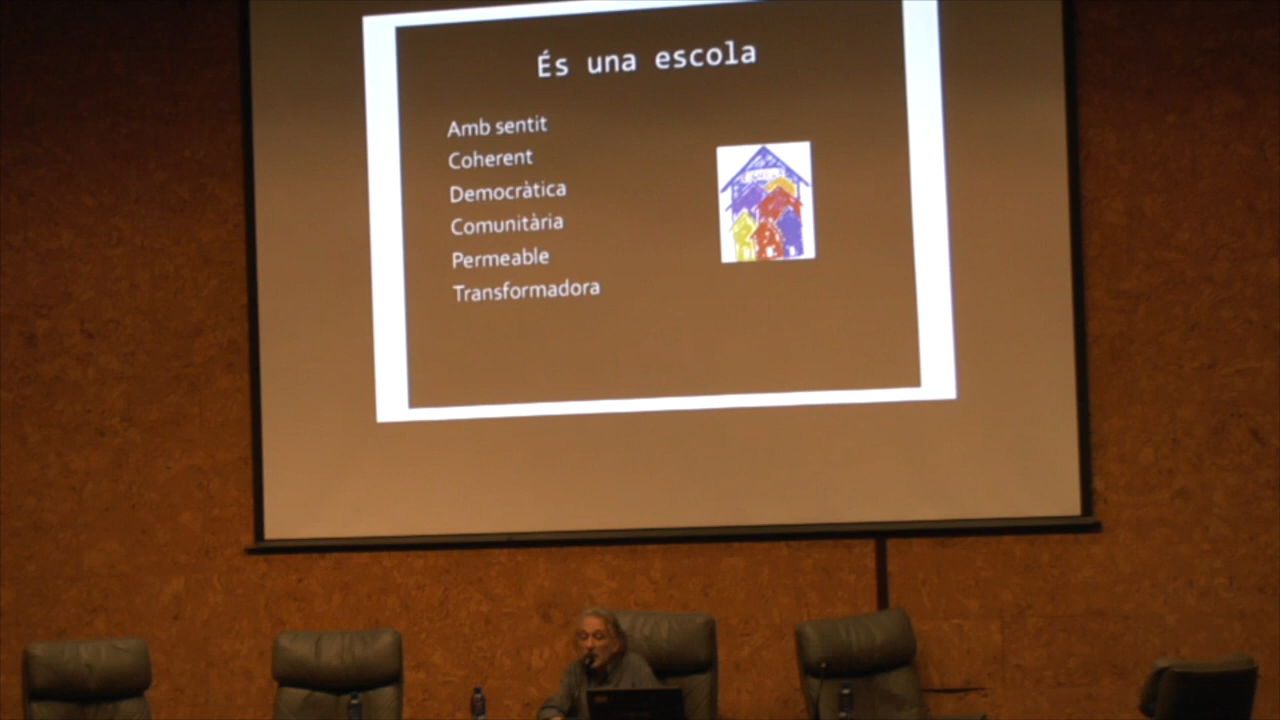 És una escola
Amb sentit
Coherent
Democràtica
Comunitària
Permeable
Transformadora